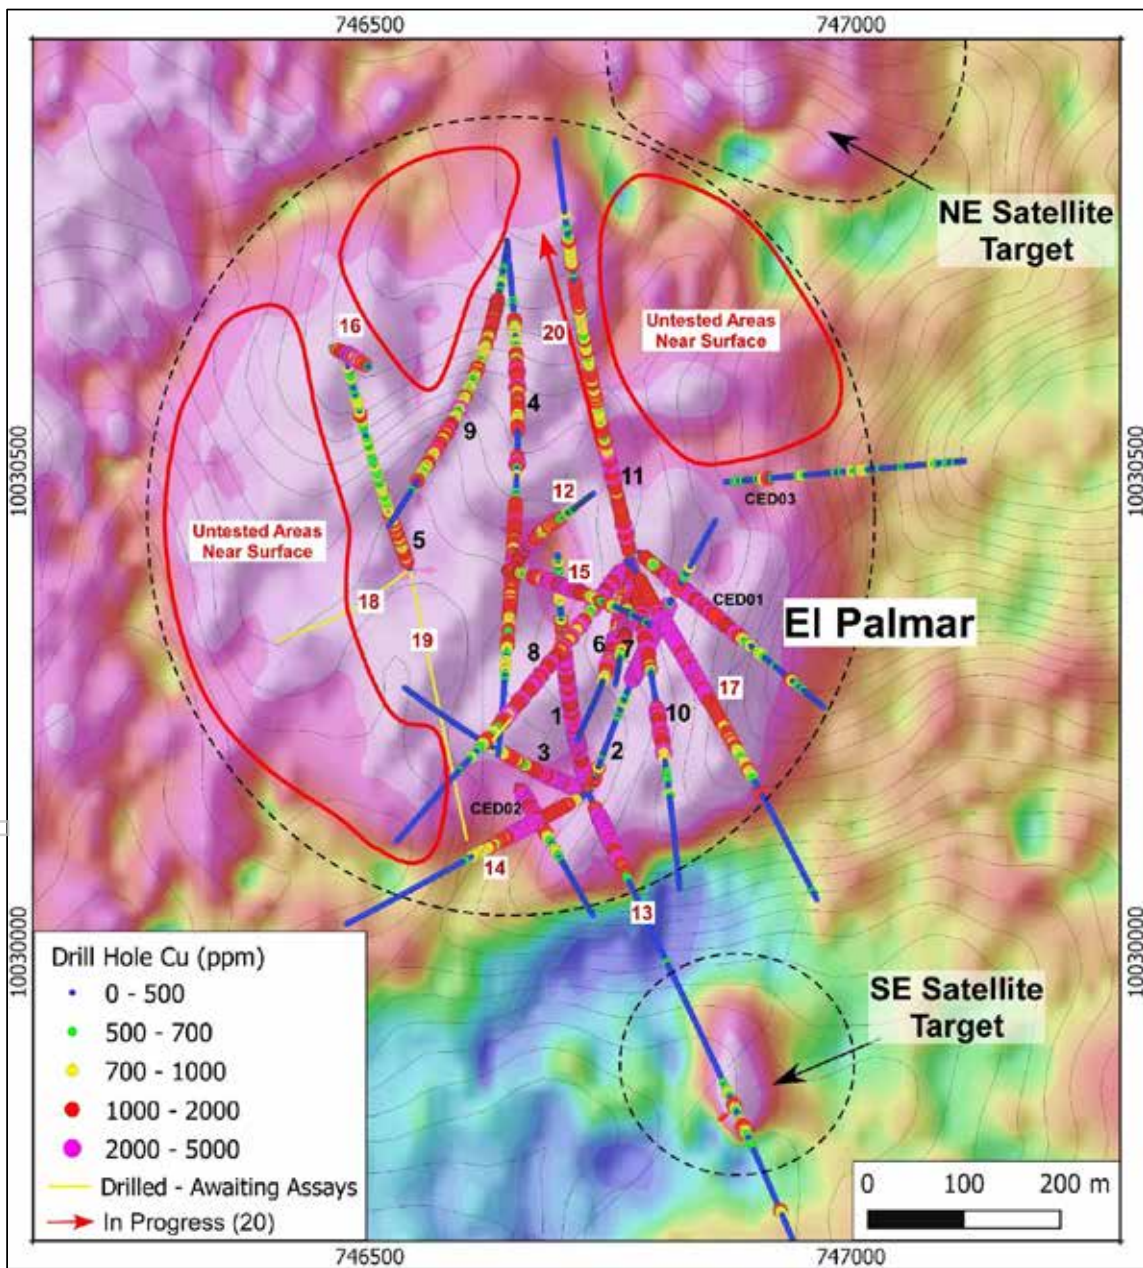 746500
747000
NE Satellite
Target
Untested Areas
Near Surface
16
20
4
9
10030500
10030500
11
CED03
12
Untested Areas
Near Surface
5
15
CED01
18
El Palmar
19
8
6
7
17
1
10
2
3
CED02
14
13
10030000
10030000
Drill Hole Cu (ppm)
0 - 500
500 - 700
700 - 1000
1000 - 2000
2000 - 5000
Drilled - Awaiting Assays
In Progress (20)
SE Satellite
Target
0 100 200 m
746500
747000